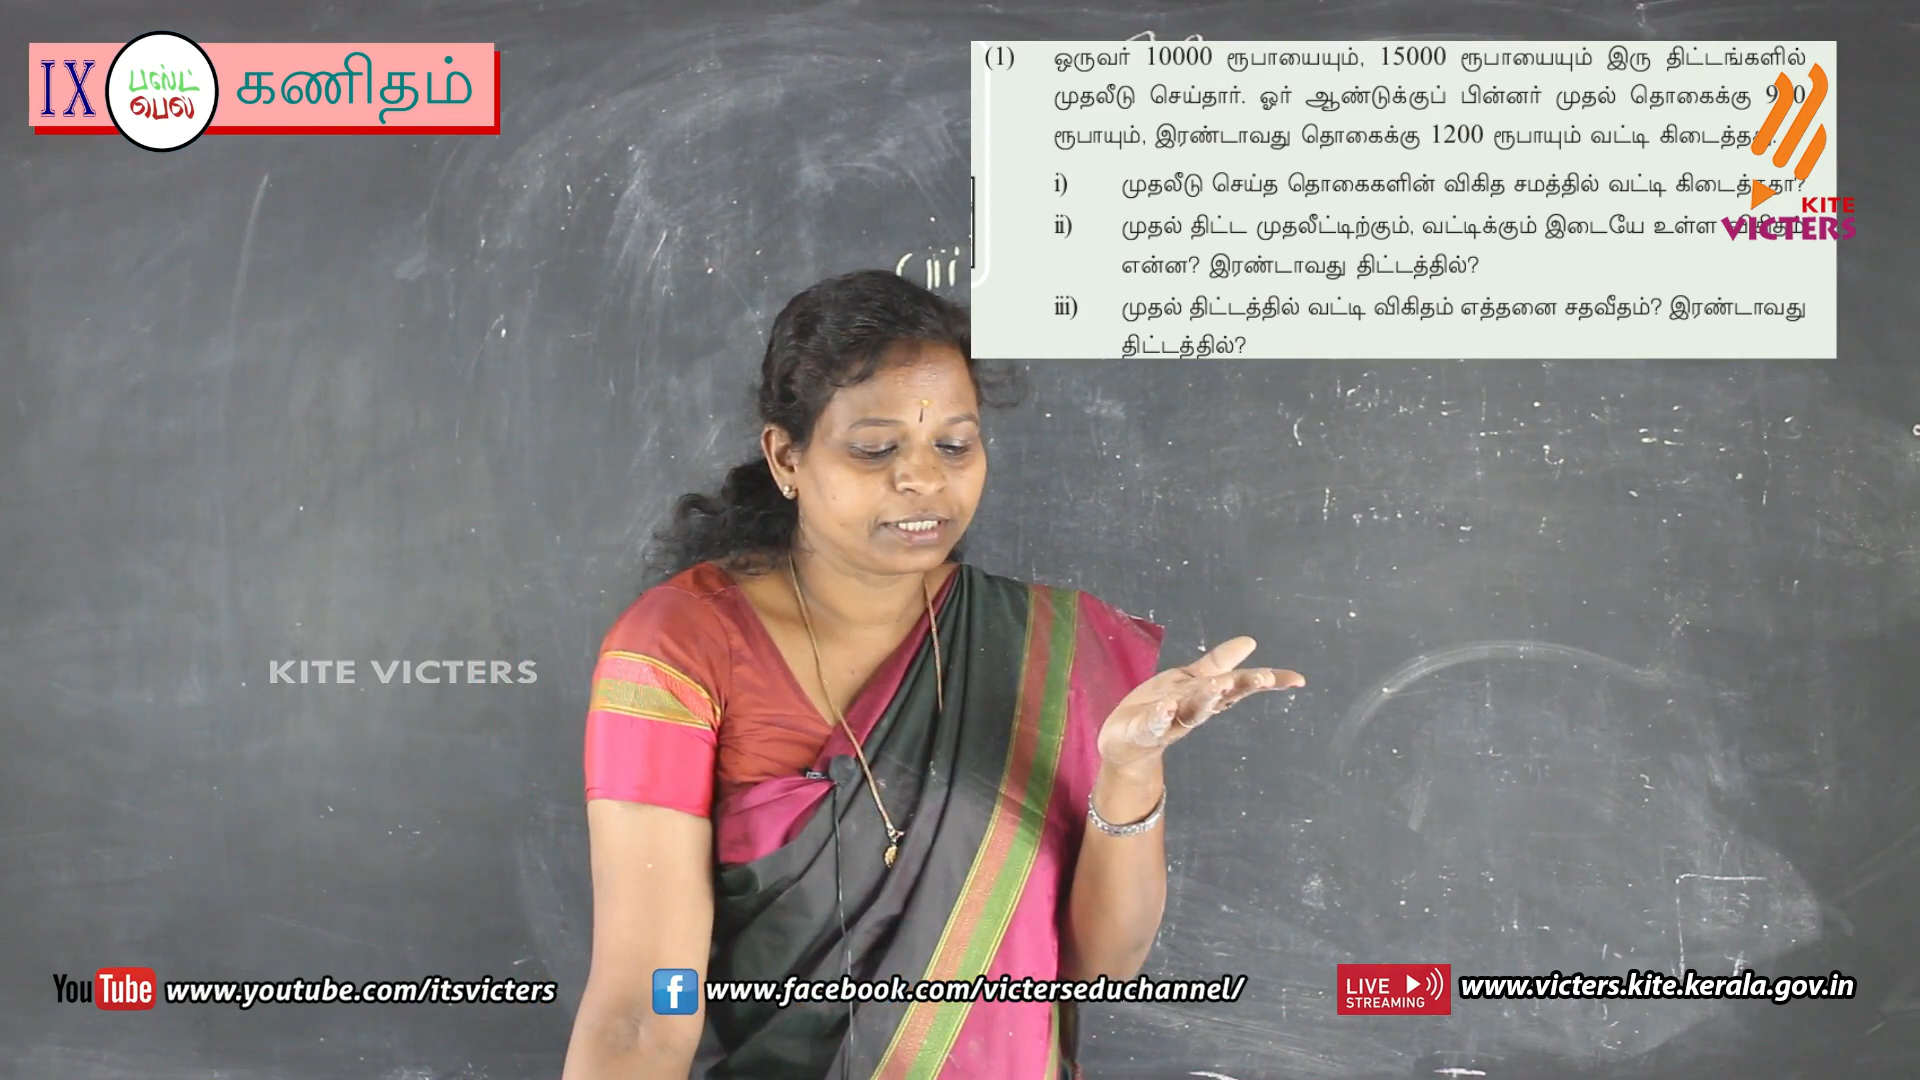 IX
பஸ்ட்
பெல்
கணிதம்
(1) ஒருவர் 10000 ரூபாயையும், 15000 ரூபாயையும் இரு திட்டங்களில்
முதலீடு செய்தார். ஓர் ஆண்டுக்குப் பின்னர் முதல் தொகைக்கு
ரூபாயும், இரண்டாவது தொகைக்கு 1200 ரூபாயும் வட்டி
i) முதலீடு செய்த தொகைகளின் விகித சமத்தில் வட்டி கிடைத்ததா?
ii) முதல் திட்ட முதலீட்டிற்கும், வட்டிக்கும் இடையே உள்ள விகிதம்
என்ன? இரண்டாவது திட்டத்தில்?
iii) முதல் திட்டத்தில் வட்டி விகிதம் எத்தனை சதவீதம்? இரண்டாவது
திட்டத்தில்?
KITE
VICTERS
KITE VICTERS
YouTube www.youtube.com/itsvicters
f www.facebook.com/victerseduchannel/
LIVE
STREAMING
www.victers.kite.kerala.gov.in